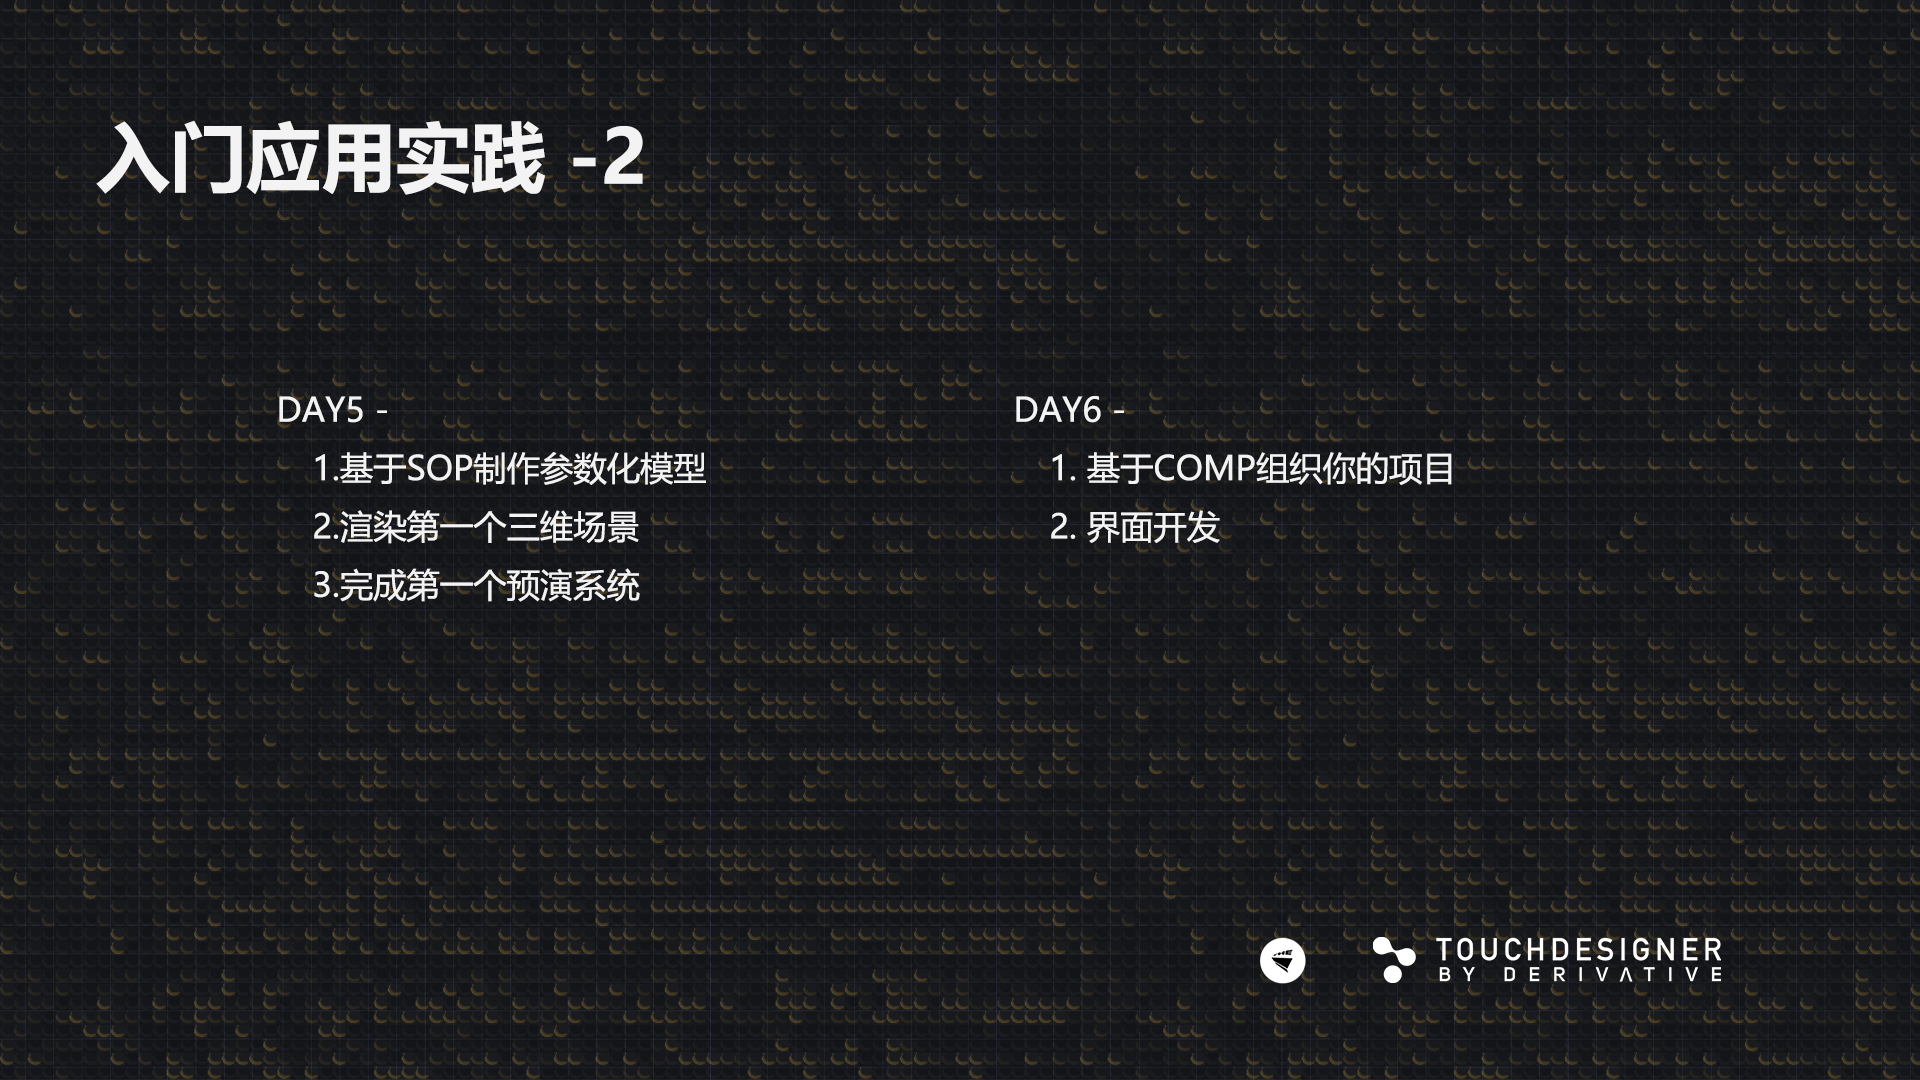 入门应用实践 -2
DAY5 -
1.基于SOP制作参数化模型
2.渲染第一个三维场景
3.完成第一个预演系统
DAY6 -
1. 基于COMP组织你的项目
2. 界面开发
TOUCHDESIGNER
BY DERIVATIVE